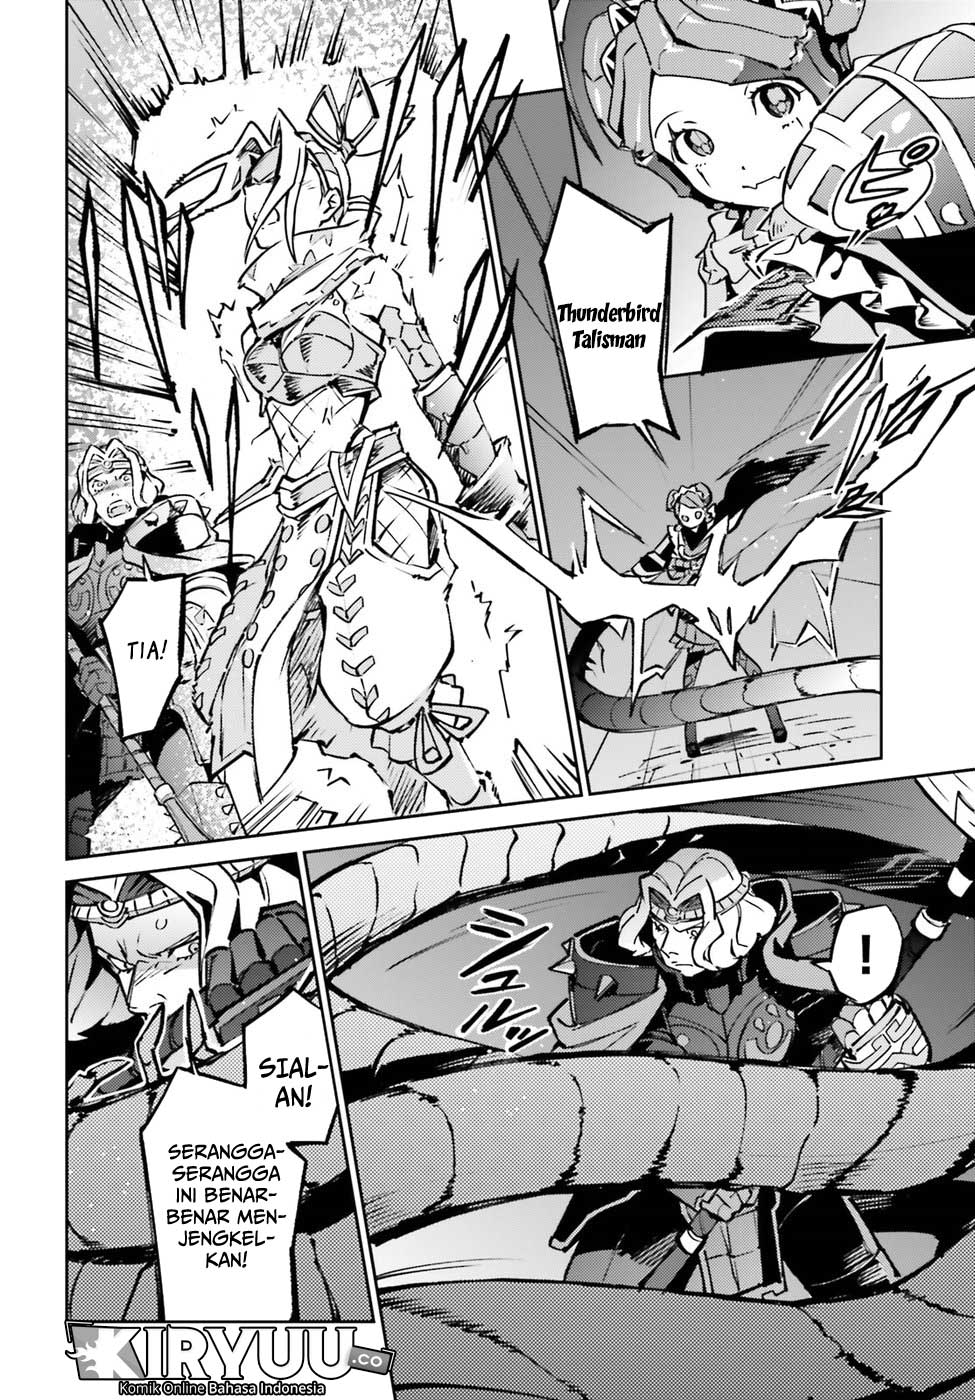 Thunderbird
Talisman
TIA!
!
シュルッ
SIAL-
AN!
SERANGGA-
SERANGGA
INI BENAR-
BENAR MEN-
JENGKEL-
KAN!
KIRYUU.CO
Komik Online Bahasa Indonesia